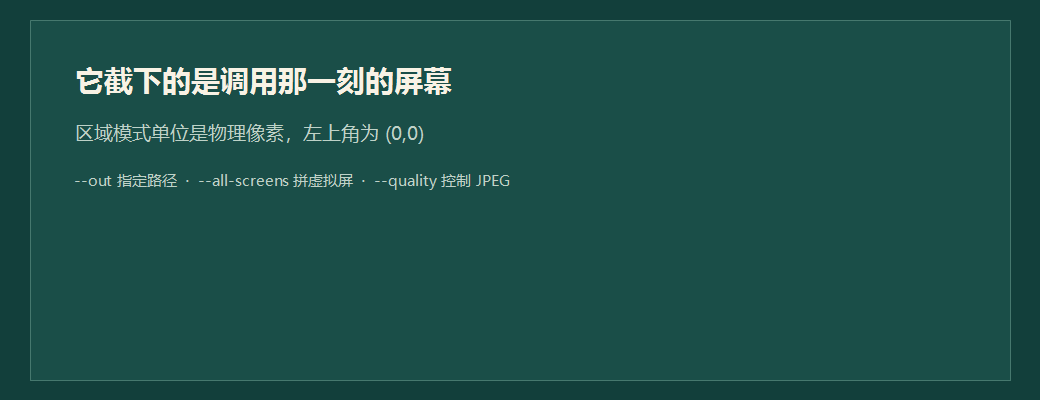 它截下的是调用那一刻的屏幕
区域模式单位是物理像素，左上角为 (0,0)
--out 指定路径 · --all-screens 拼虚拟屏 · --quality 控制 JPEG